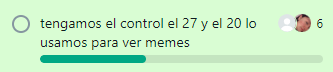 tengamos el control el 27 y el 20 lo
usamos para ver memes
6